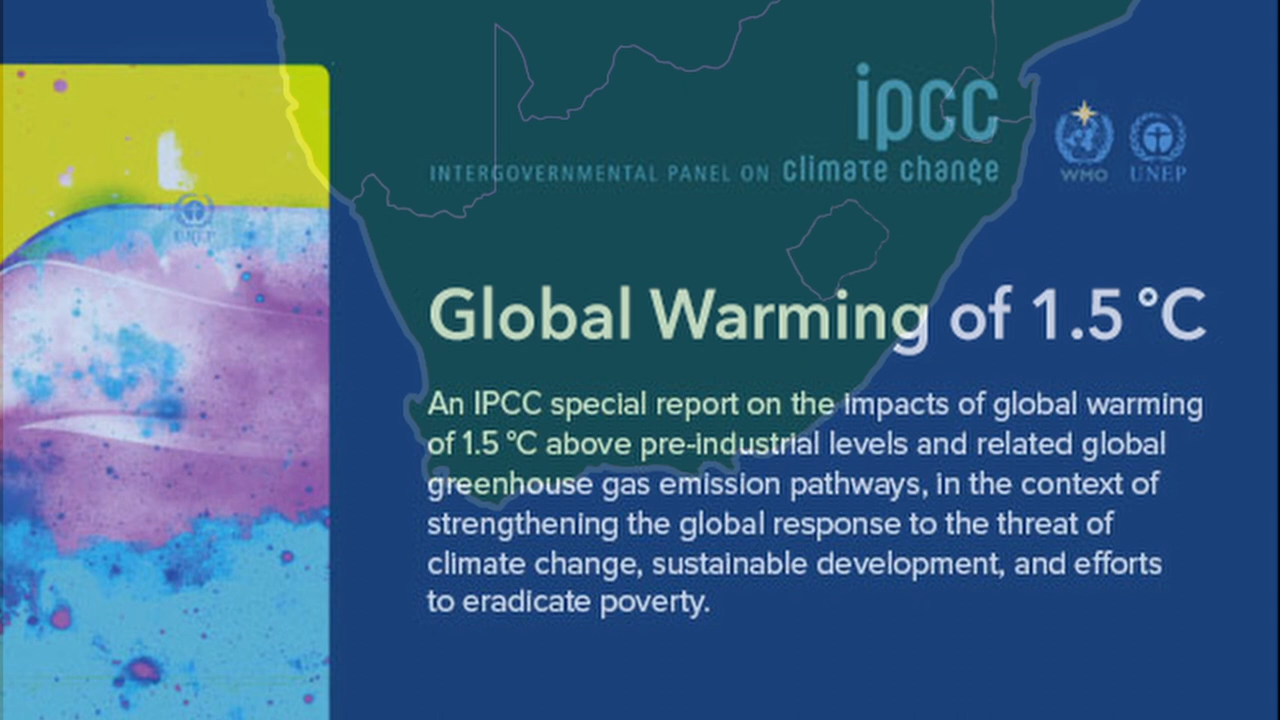 ipcc
INTERGOVERNMENTAL PANEL ON climate change
WMO
UNEP
UNEP
Global Warming of 1.5 °C
An IPCC special report on the impacts of global warming
of 1.5 °C above pre-industrial levels and related global
greenhouse gas emission pathways, in the context of
strengthening the global response to the threat of
climate change, sustainable development, and efforts
to eradicate poverty.